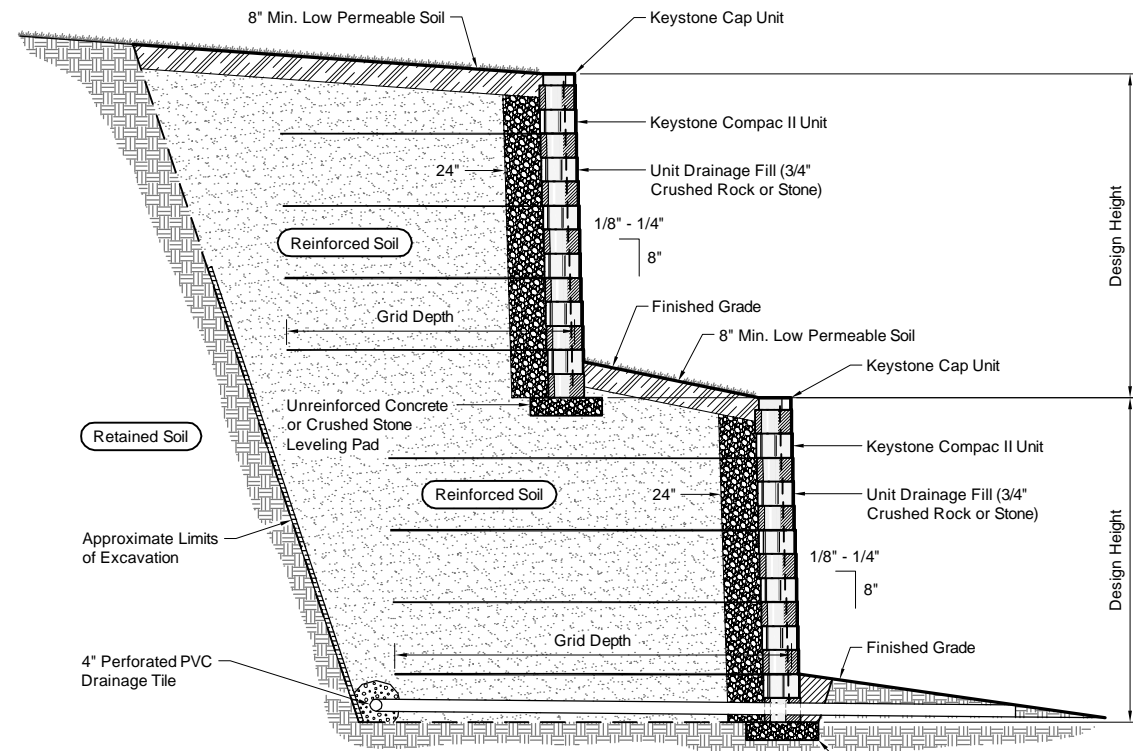 8" Min. Low Permeable Soil
Keystone Cap Unit
Keystone Compac II Unit
24"
Unit Drainage Fill (3/4"
Crushed Rock or Stone)
1/8" - 1/4"
8"
Reinforced Soil
Design Height
Finished Grade
Grid Depth
8" Min. Low Permeable Soil
Keystone Cap Unit
Unreinforced Concrete
or Crushed Stone
Leveling Pad
Retained Soil
Keystone Compac II Unit
Reinforced Soil
24"
Unit Drainage Fill (3/4"
Crushed Rock or Stone)
Approximate Limits
of Excavation
1/8" - 1/4"
8"
Design Height
Grid Depth
Finished Grade
4" Perforated PVC
Drainage Tile